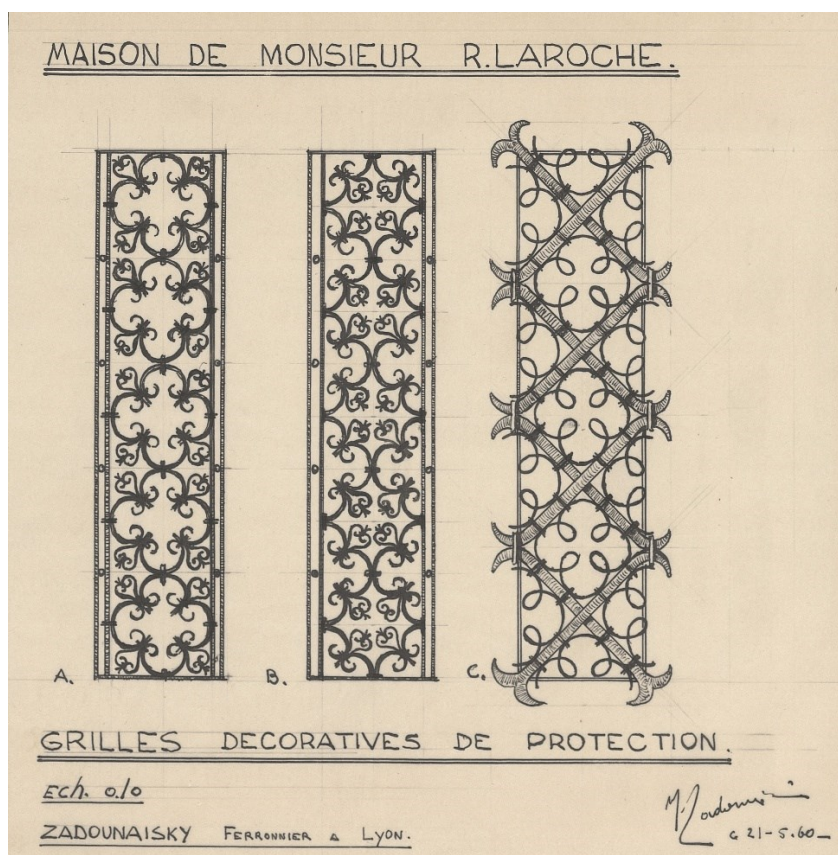 MAISON DE MONSIEUR R. LAROCHE.
A. B. C.
GRILLES DECORATIVES DE PROTECTION.
ECH. 0.10
ZADOUNAISKY FERRONNIER A LYON.
21-5.60